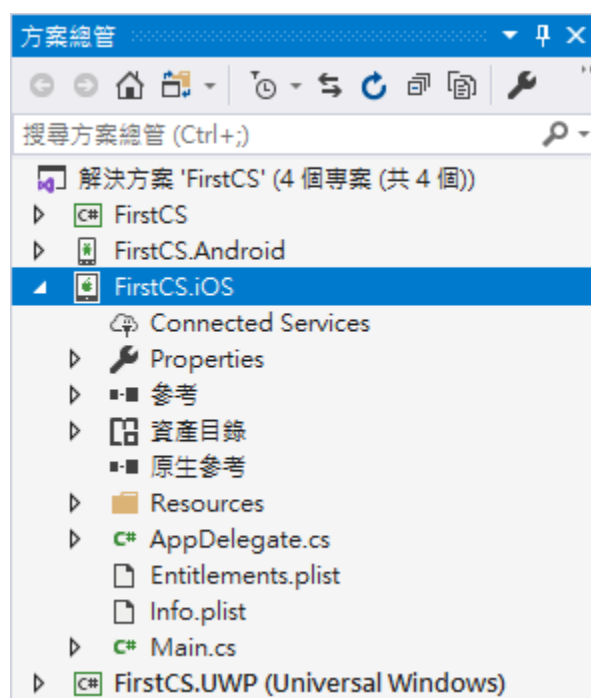 方案總管
搜尋方案總管 (Ctrl+;)
解決方案 'FirstCS' (4 個專案 (共 4 個))
C# FirstCS
FirstCS.Android
FirstCS.iOS
Connected Services
Properties
參考
資產目錄
原生參考
Resources
C# AppDelegate.cs
Entitlements.plist
Info.plist
C# Main.cs
C# FirstCS.UWP (Universal Windows)